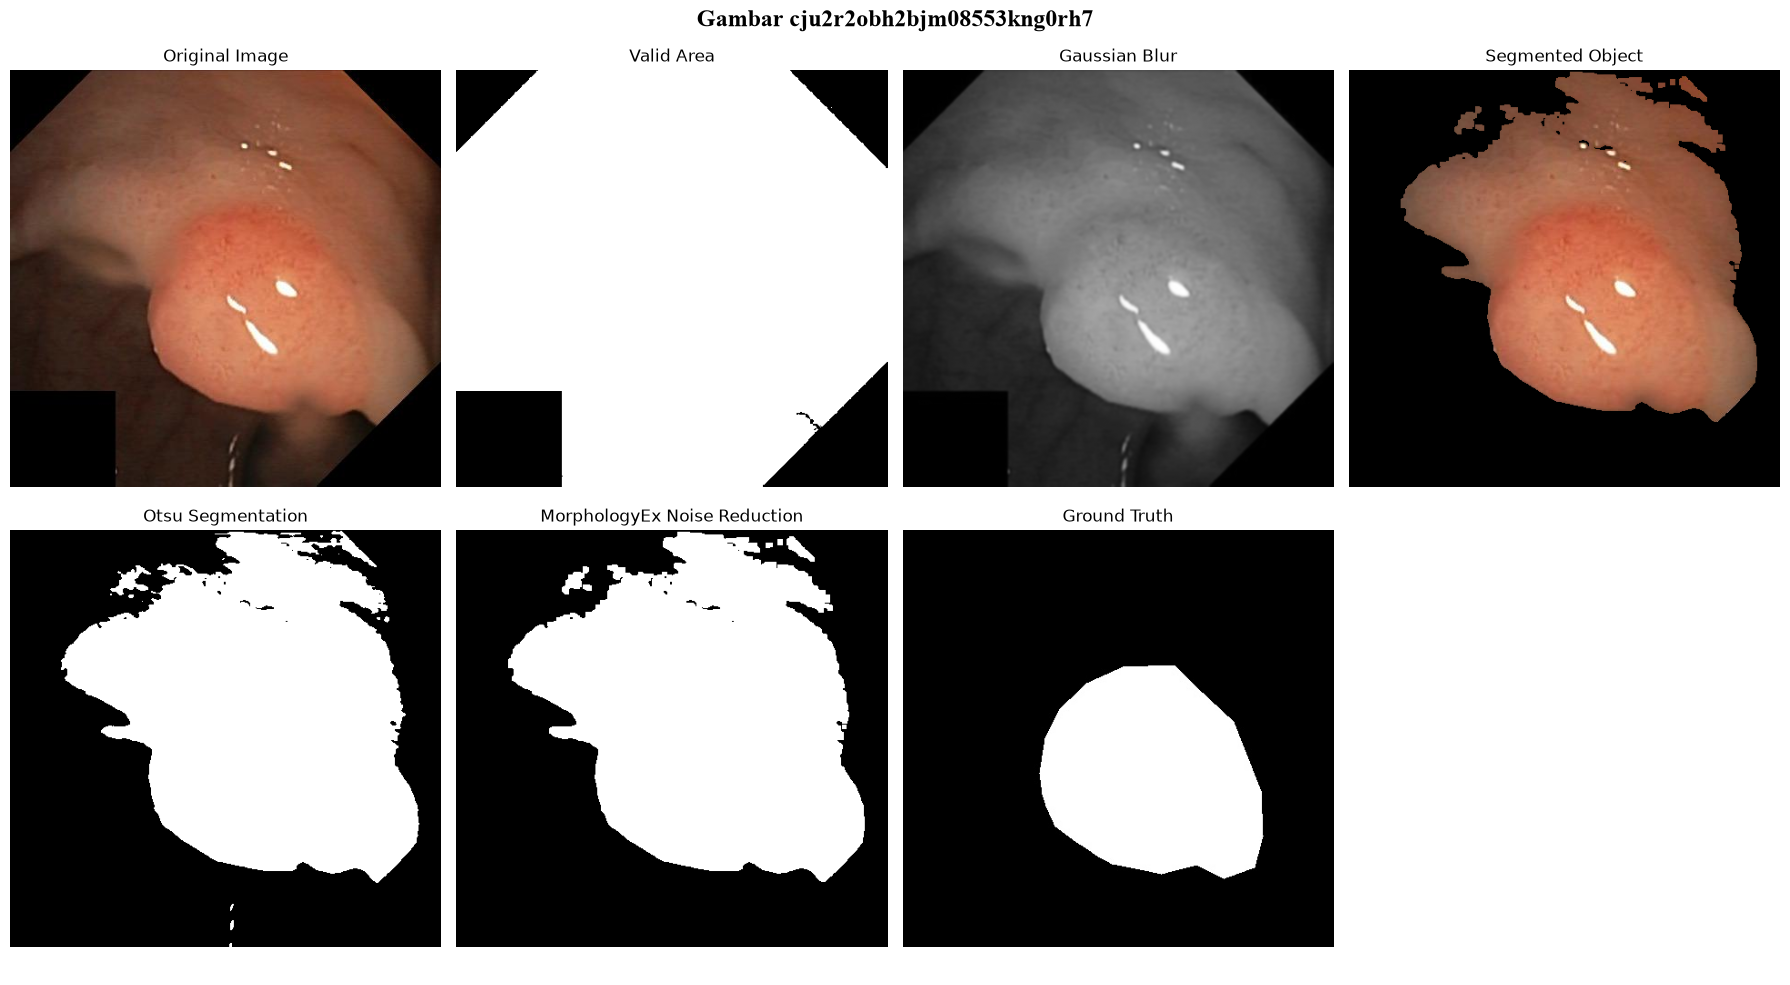 Gambar cju2r2obh2bjm08553kng0rh7
Original Image
Valid Area
Gaussian Blur
Segmented Object
Otsu Segmentation
MorphologyEx Noise Reduction
Ground Truth